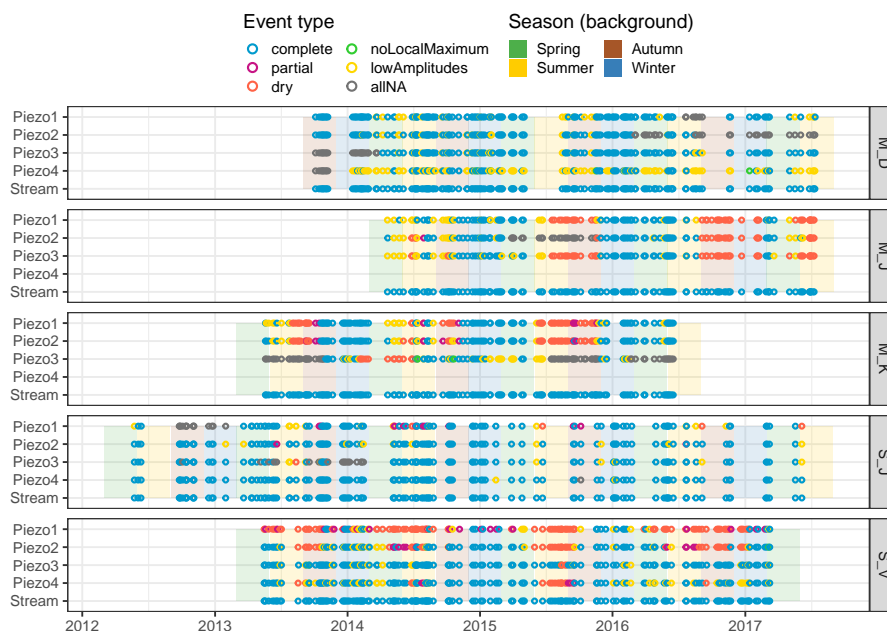 Event type Season (background)
complete noLocalMaximum Spring Autumn
partial lowAmplitudes Summer Winter
dry allNA
Piezo1
Piezo2
Piezo3
Piezo4
Stream
M_D
Piezo1
Piezo2
Piezo3
Piezo4
Stream
M_J
Piezo1
Piezo2
Piezo3
Piezo4
Stream
M_K
Piezo1
Piezo2
Piezo3
Piezo4
Stream
S_J
Piezo1
Piezo2
Piezo3
Piezo4
Stream
S_V
2012 2013 2014 2015 2016 2017